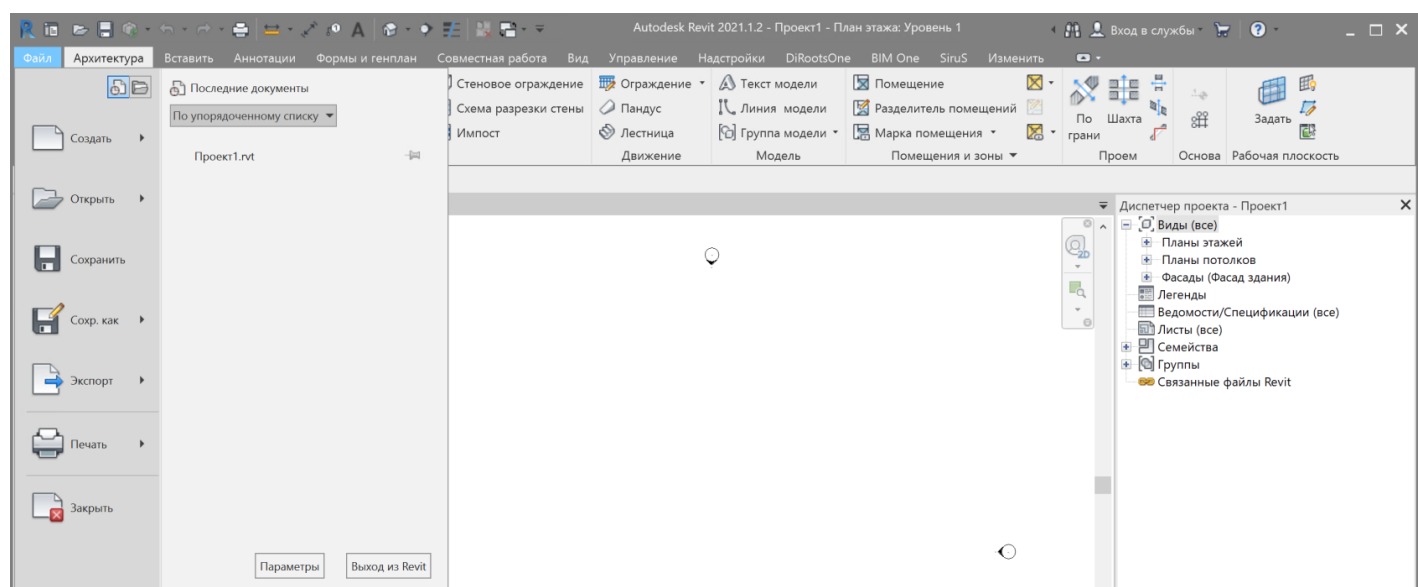 Autodesk Revit 2021.1.2 - Проект1 - План этажа: Уровень 1
Вход в службы
Файл Архитектура Вставить Аннотации Формы и генплан Совместная работа Вид Управление Надстройки DiRootsOne BIM One SiruS Изменить
Последние документы
По упорядоченному списку
Проект1.rvt
Создать
Открыть
Сохранить
Сохр. как
Экспорт
Печать
Закрыть
Параметры Выход из Revit
Стеновое ограждение
Схема разрезки стены
Импост
Ограждение
Пандус
Лестница
Движение
Текст модели
Линия модели
Группа модели
Модель
Помещение
Разделитель помещений
Марка помещения
Помещения и зоны
По грани
Шахта
Проем
Основа
Задать
Рабочая плоскость
2D
Диспетчер проекта - Проект1
Виды (все)
Планы этажей
Планы потолков
Фасады (Фасад здания)
Легенды
Ведомости/Спецификации (все)
Листы (все)
Семейства
Группы
Связанные файлы Revit